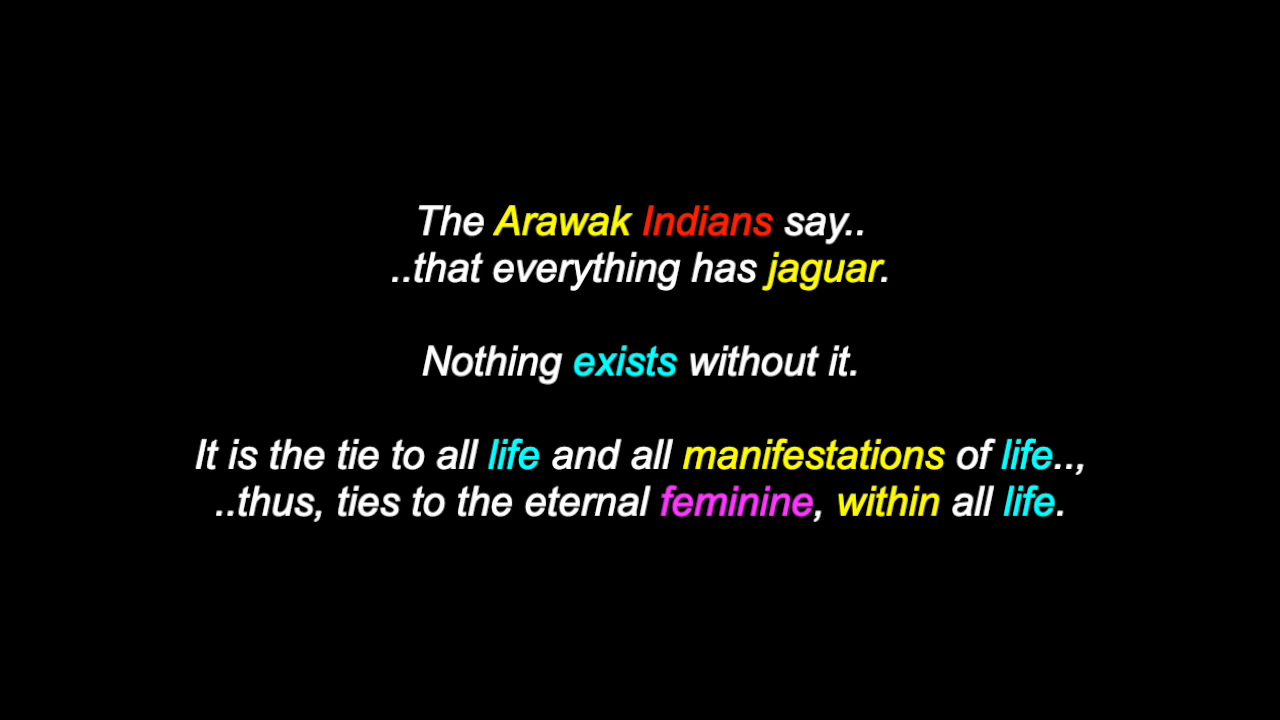 The Arawak Indians say..
..that everything has jaguar.
Nothing exists without it.
It is the tie to all life and all manifestations of life..,
..thus, ties to the eternal feminine, within all life.